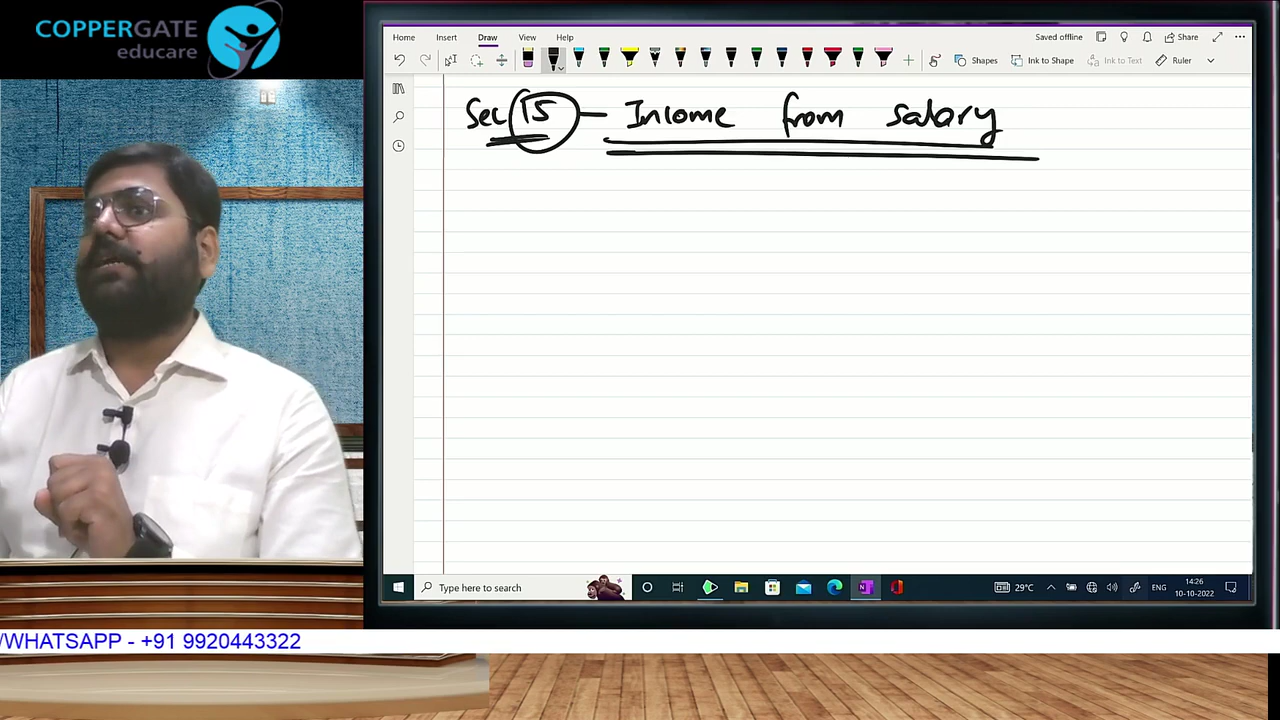 COPPERGATE
educare
Home Insert Draw View Help
Saved offline
Share
Shapes
Ink to Shape
Ink to Text
Ruler
Sec 15 — Income from salary
Type here to search
29°C
ENG
14:26
10-10-2022
/WHATSAPP - +91 9920443322